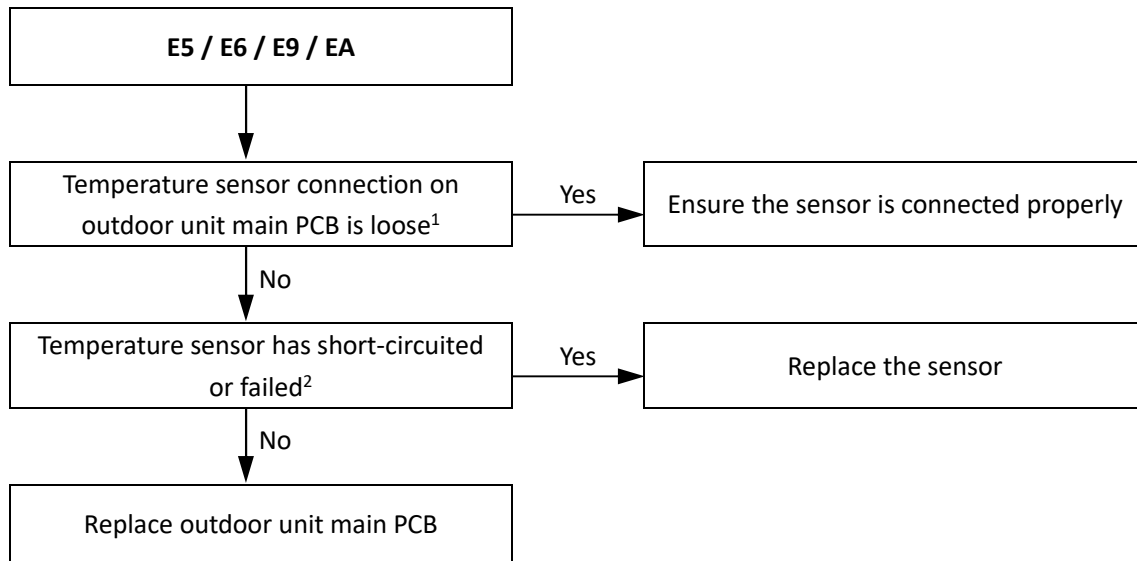 E5 / E6 / E9 / EA
Temperature sensor connection on
outdoor unit main PCB is loose¹
Yes
Ensure the sensor is connected properly
No
Temperature sensor has short-circuited
or failed²
Yes
Replace the sensor
No
Replace outdoor unit main PCB